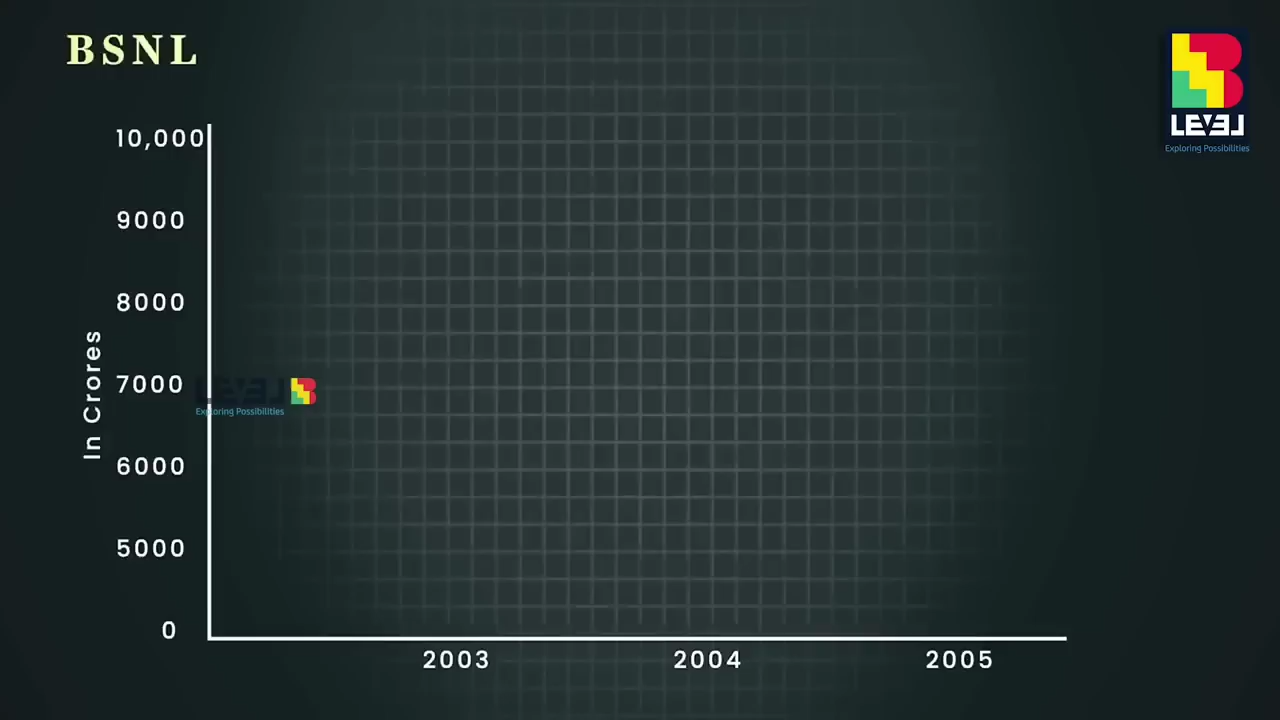 BSNL
LEVEL
Exploring Possibilities
10,000
9000
8000
7000
6000
5000
0
In Crores
LEVEL
Exploring Possibilities
2003 2004 2005